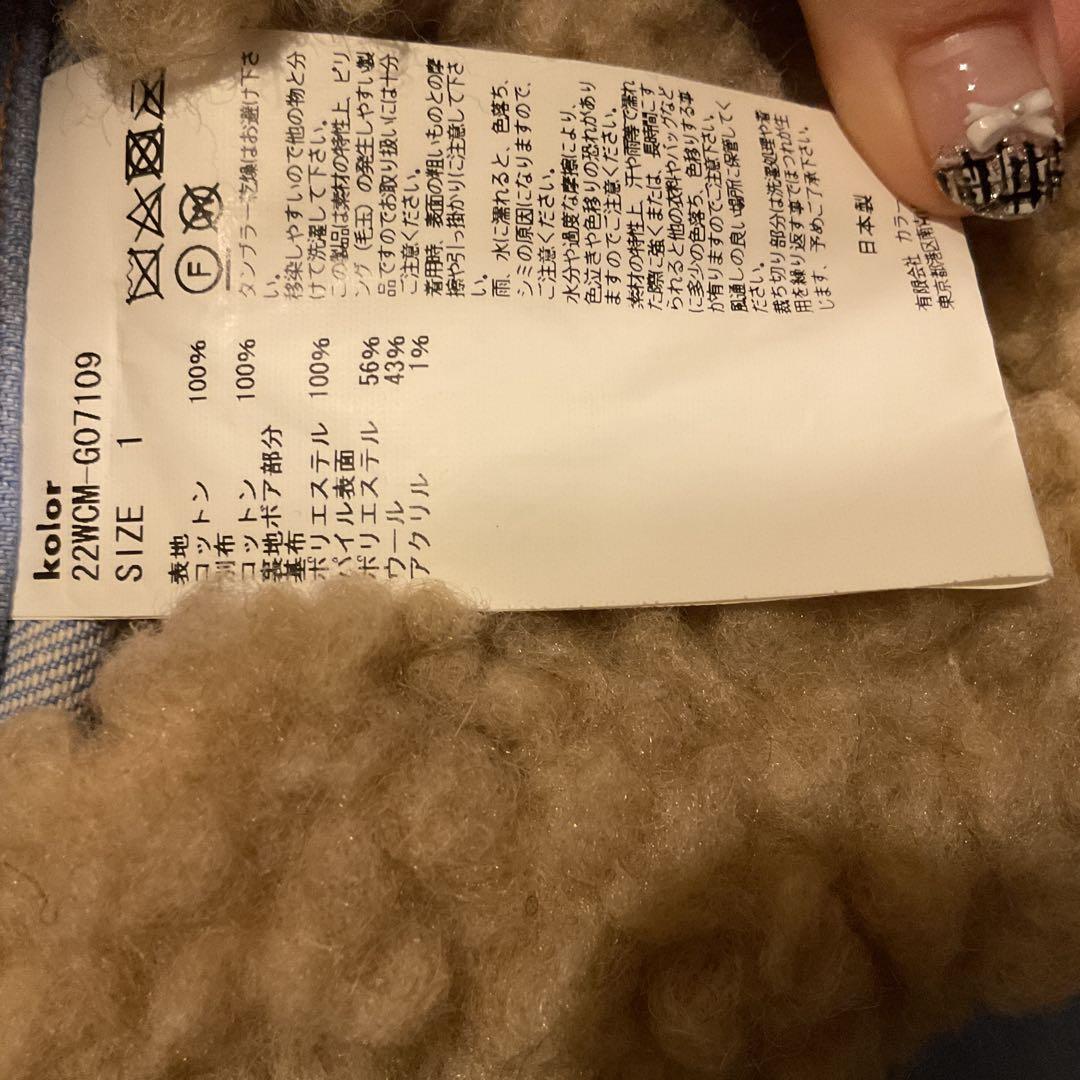 kolor
22WCM-G07109
SIZE 1
表地
コットン 100%
別布
コットン 100%
裏地ボア部分
基布
ポリエステル 100%
パイル表面
ポリエステル 56%
ウール 43%
アクリル 1%
F
W
タンブラー乾燥はお避け下さ
い。
移染しやすいので他の物と分
けて洗濯して下さい。
この製品は素材の特性上、ピリ
ング（毛玉）の発生しやすい製
品ですのでお取り扱いには十分
ご注意ください。
着用時、表面の粗いものとの摩
擦や引っ掛かりに注意して下さ
い。
雨、水に濡れると、色落ち、
シミの原因になりますので、
ご注意ください。
水分や過度な摩擦により、
色泣きや色移りの恐れがあり
ますのでご注意ください。
素材の特性上、汗や雨等で濡れ
た際に強くまたは、長時間こす
られると他の衣料やバッグなど
に多少の色落ち、色移りする事
が有りますのでご注意下さい。
風通しの良い場所に保管して
ください。
裁ち切り部分は洗濯処理や着
用を繰り返す事でほつれが生
じます、予めご了承下さい。
日本製
有限会社 カラー
東京都港区南